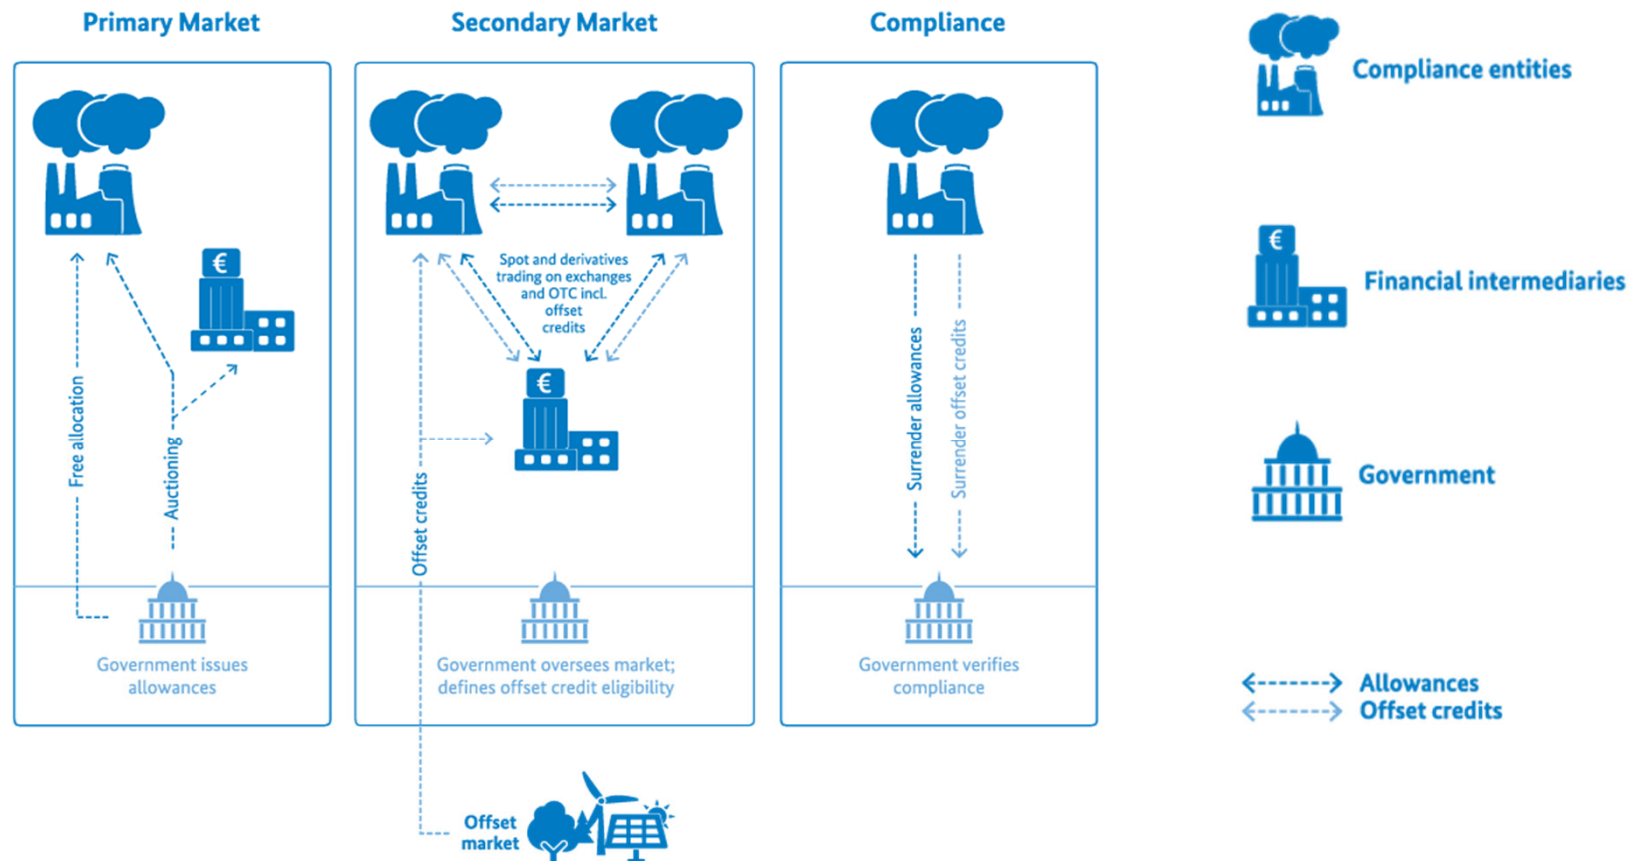 Primary Market
Secondary Market
Compliance
€
Free allocation
Auctioning
Government issues
allowances
Spot and derivatives
trading on exchanges
and OTC incl.
offset
credits
€
Offset credits
Government oversees market;
defines offset credit eligibility
Surrender allowances
Surrender offset credits
Government verifies
compliance
Offset
market
Compliance entities
€
Financial intermediaries
Government
Allowances
Offset credits